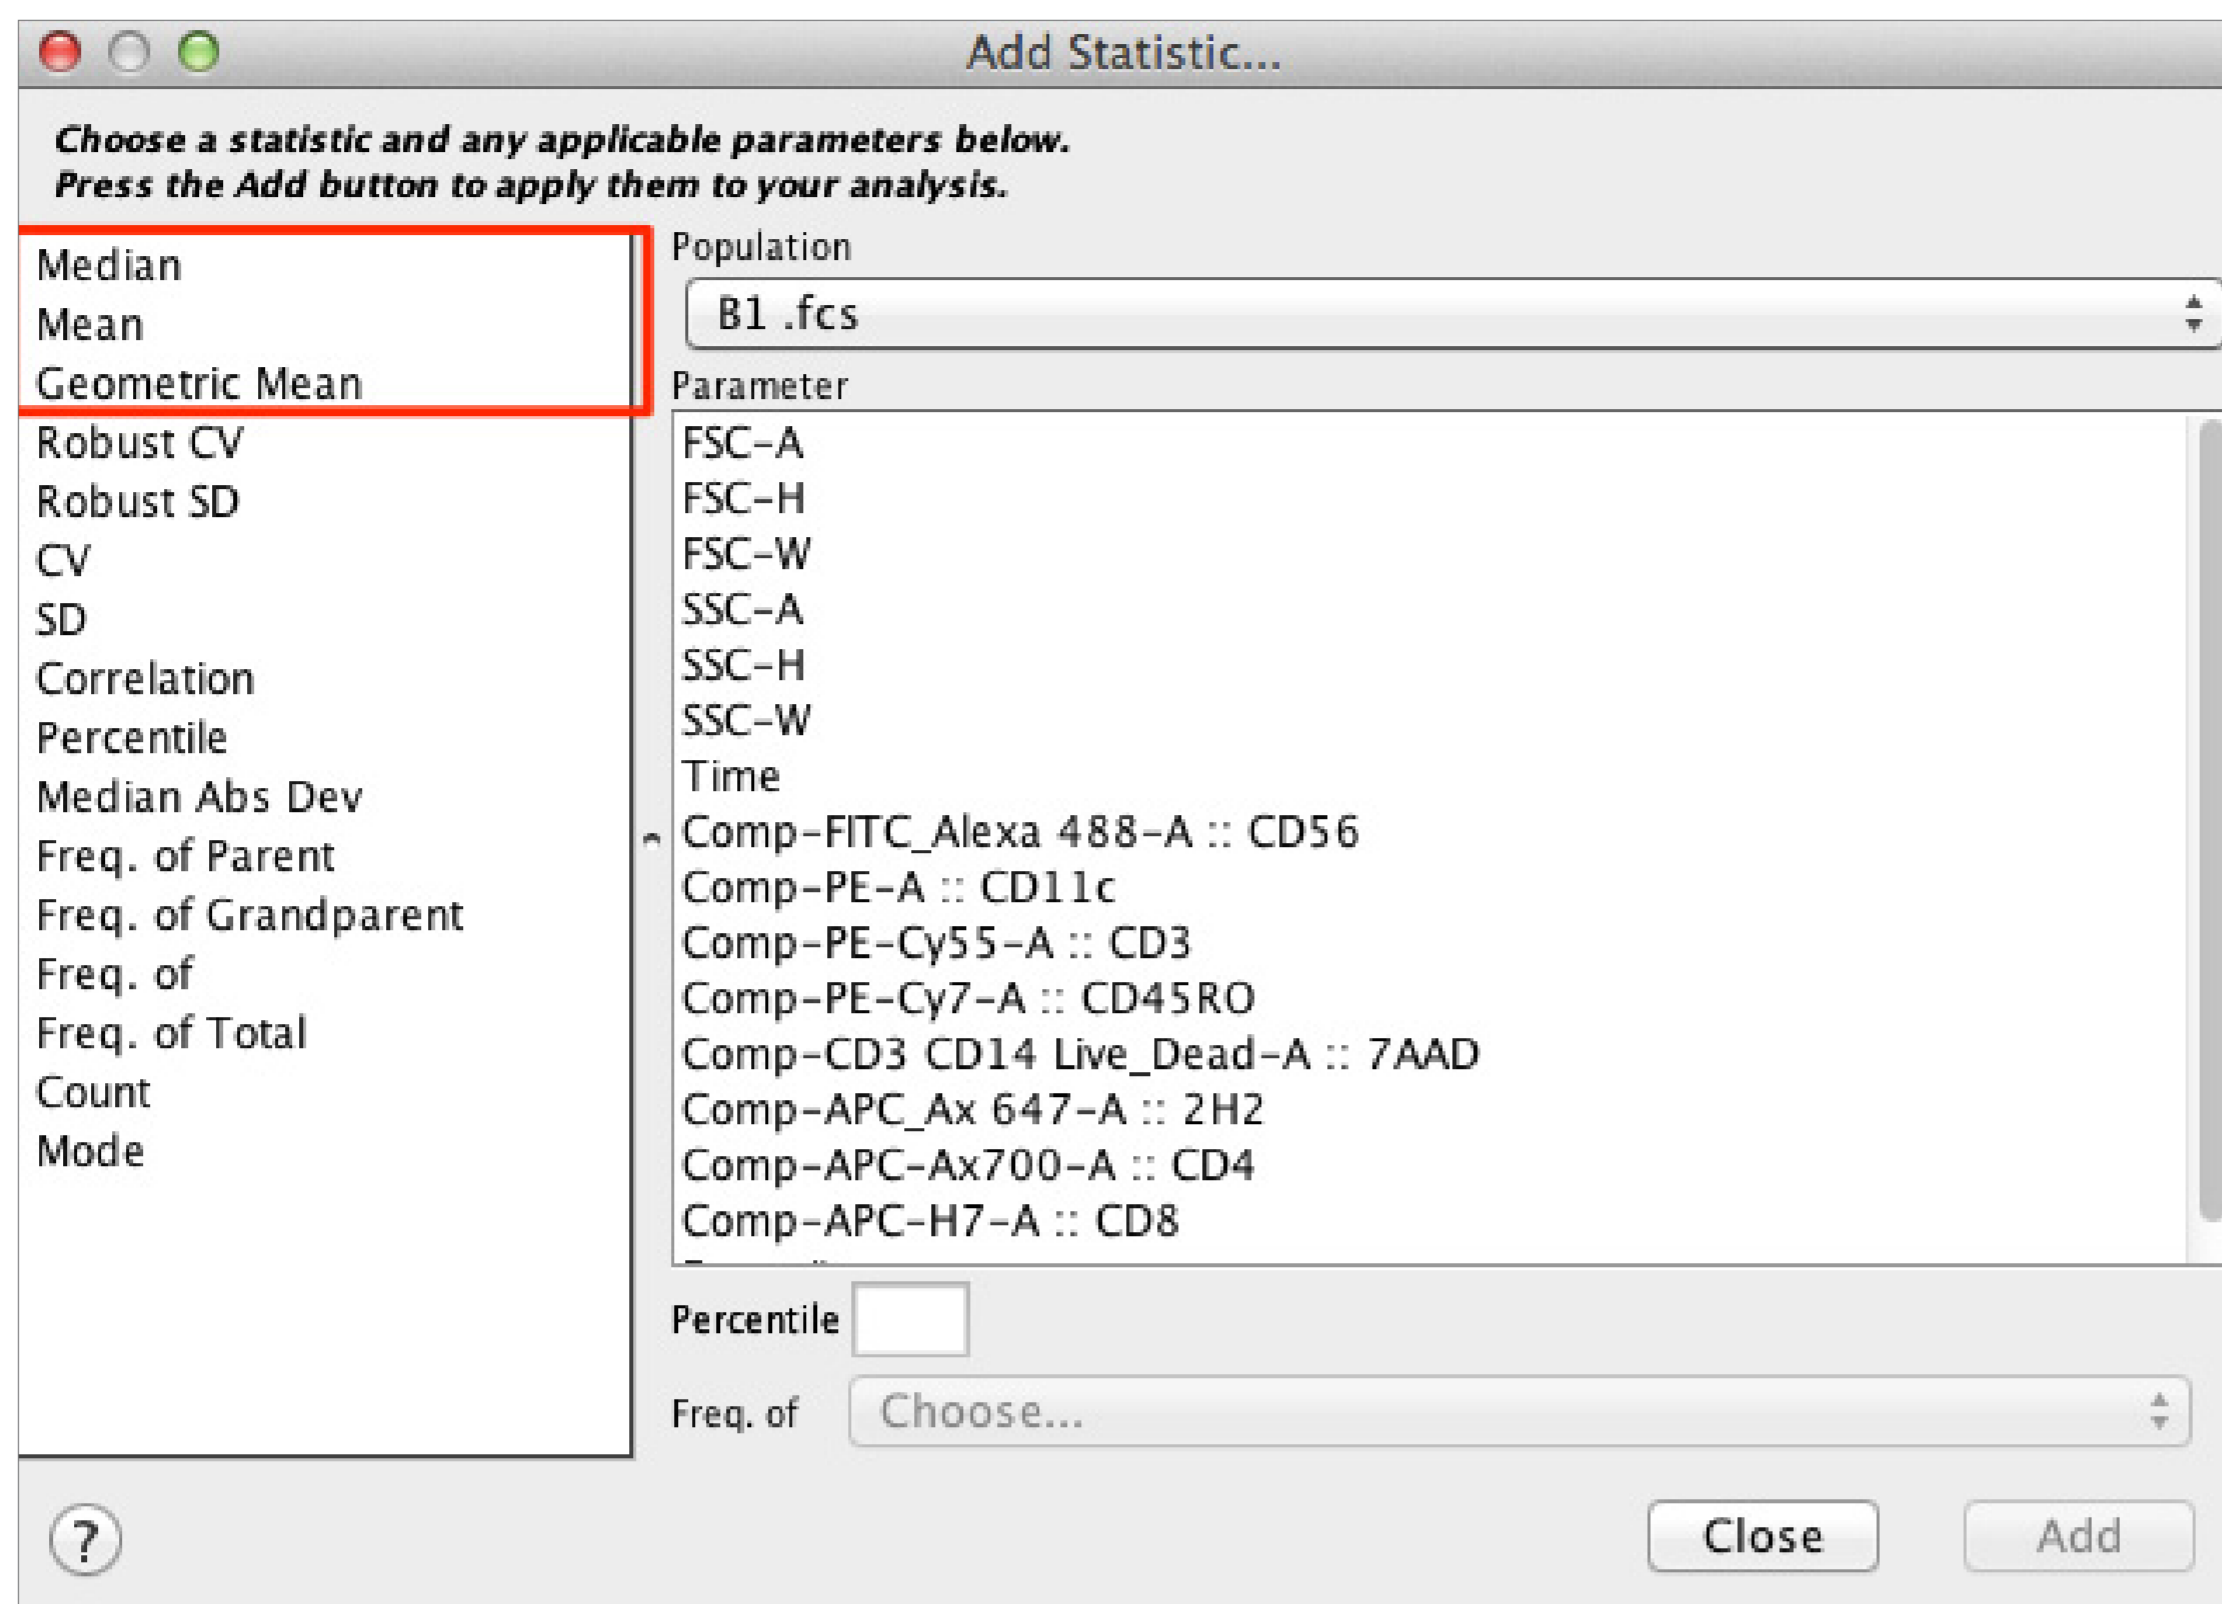 Add Statistic...
Choose a statistic and any applicable parameters below.
Press the Add button to apply them to your analysis.
Median
Mean
Geometric Mean
Robust CV
Robust SD
CV
SD
Correlation
Percentile
Median Abs Dev
Freq. of Parent
Freq. of Grandparent
Freq. of
Freq. of Total
Count
Mode
Population
B1 .fcs
Parameter
FSC-A
FSC-H
FSC-W
SSC-A
SSC-H
SSC-W
Time
Comp-FITC_Alexa 488-A :: CD56
Comp-PE-A :: CD11c
Comp-PE-Cy55-A :: CD3
Comp-PE-Cy7-A :: CD45RO
Comp-CD3 CD14 Live_Dead-A :: 7AAD
Comp-APC_Ax 647-A :: 2H2
Comp-APC-Ax700-A :: CD4
Comp-APC-H7-A :: CD8
Percentile
Freq. of Choose...
? Close Add